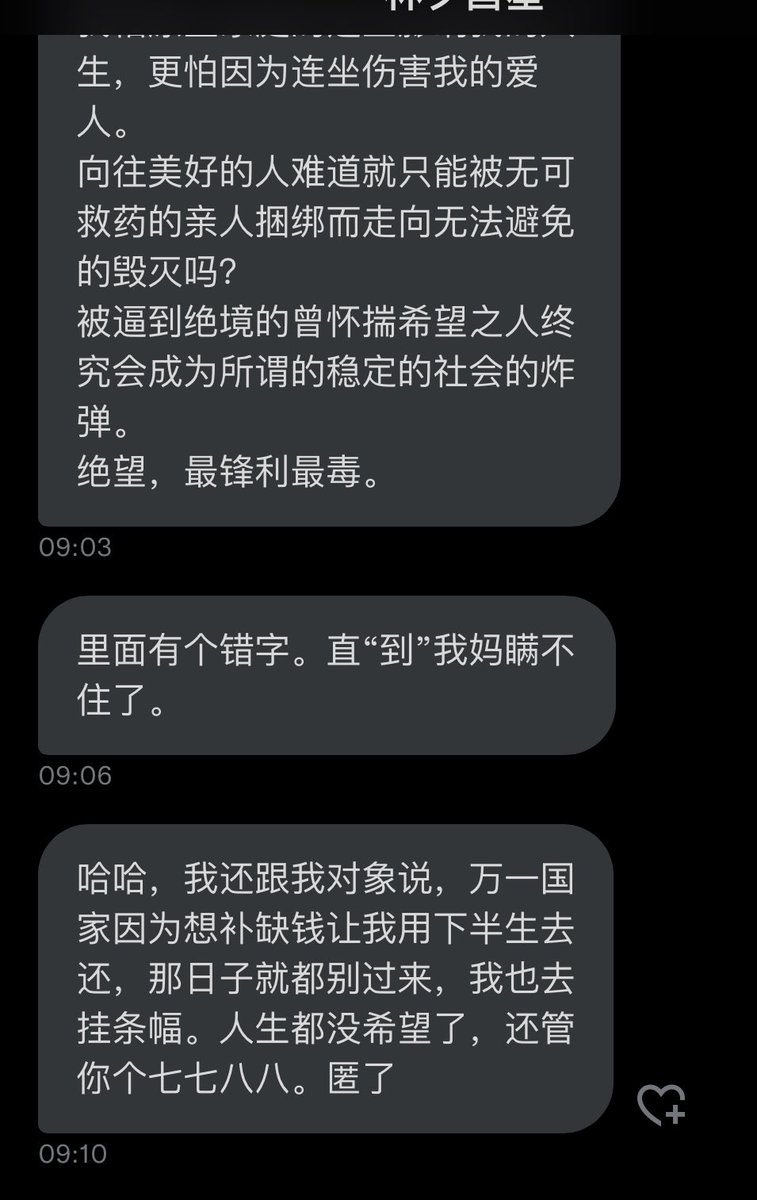 生，更怕因为连坐伤害我的爱
人。
向往美好的人难道就只能被无可
救药的亲人捆绑而走向无法避免
的毁灭吗？
被逼到绝境的曾怀揣希望之人终
究会成为所谓的稳定的社会的炸
弹。
绝望，最锋利最毒。
09:03
里面有个错字。直“到”我妈瞒不
住了。
09:06
哈哈，我还跟我对象说，万一国
家因为想补缺钱让我用下半生去
还，那日子就都别过来，我也去
挂条幅。人生都没希望了，还管
你个七七八八。匿了
09:10